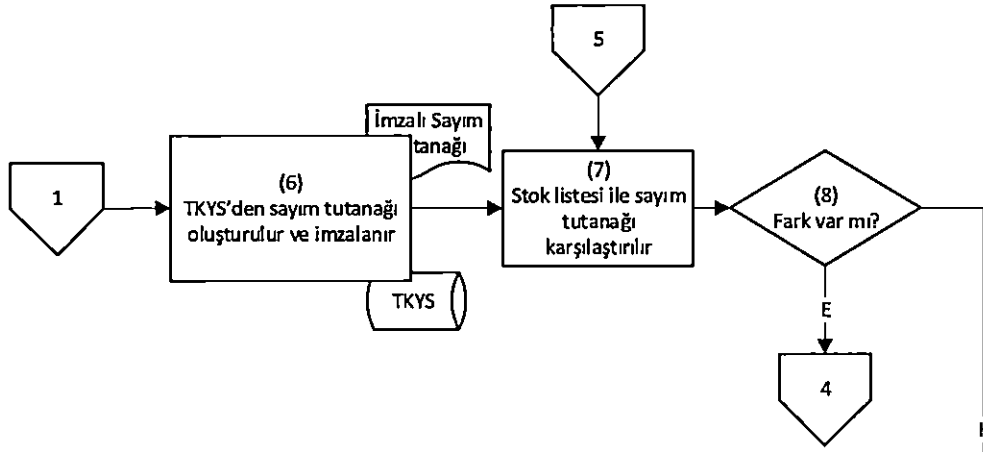 5
İmzalı Sayım
tanağı
1
(6)
TKYS'den sayım tutanağı
oluşturulur ve imzalanır
(7)
Stok listesi ile sayım
tutanağı
karşılaştırılır
(8)
Fark var mı?
TKYS
E
4